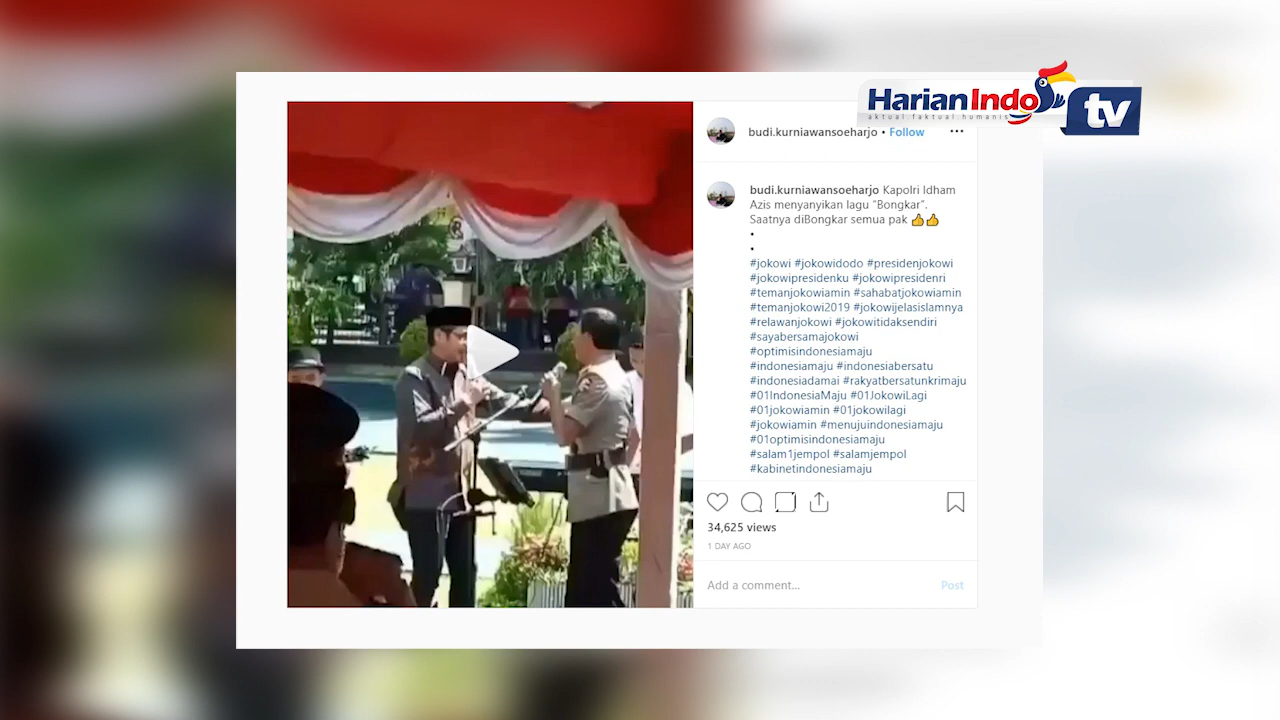 HarianIndo tv
aktual.faktual.humanis
budi.kurniawansoeharjo • Follow
budi.kurniawansoeharjo Kapolri Idham
Azis menyanyikan lagu "Bongkar".
Saatnya diBongkar semua pak 👍👍
•
•
#jokowi #jokowidodo #presidenjokowi
#jokowipresidenku #jokowipresidenri
#temanjokowiamin #sahabatjokowiamin
#temanjokowi2019 #jokowijelasislamnya
#relawanjokowi #jokowitidaksendiri
#sayabersamajokowi
#optimisindonesiamaju
#indonesiamaju #indonesiabersatu
#indonesiadamai #rakyatbersatunkrimaju
#01IndonesiaMaju #01JokowiLagi
#01jokowiamin #01jokowilagi
#jokowiamin #menujuindonesiamaju
#01optimisindonesiamaju
#salam1jempol #salamjempol
#kabinetindonesiamaju
34,625 views
1 DAY AGO
Add a comment... Post